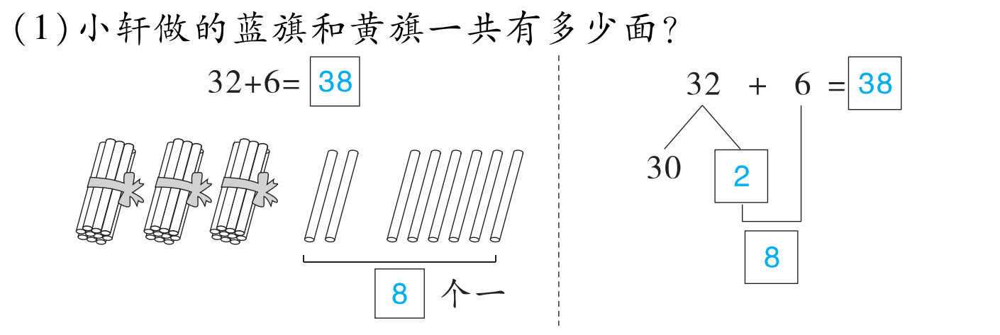 (1)小轩做的蓝旗和黄旗一共有多少面?
32+6= 38
8 个一
32 + 6 = 38
30 2
8